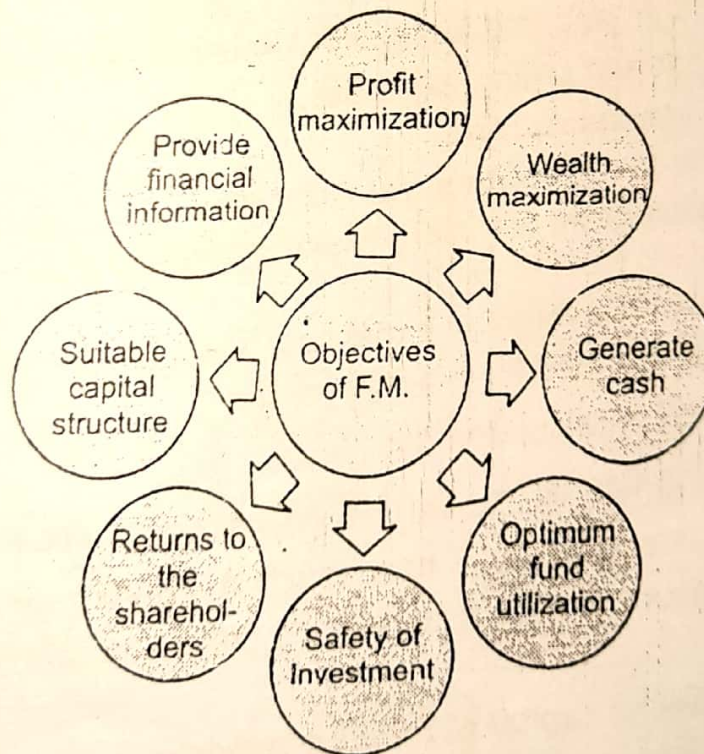 Profit
maximization
Wealth
maximization
Generate
cash
Optimum
fund
utilization
Safety of
Investment
Returns to
the
sharehol-
ders
Suitable
capital
structure
Provide
financial
information
Objectives
of F.M.